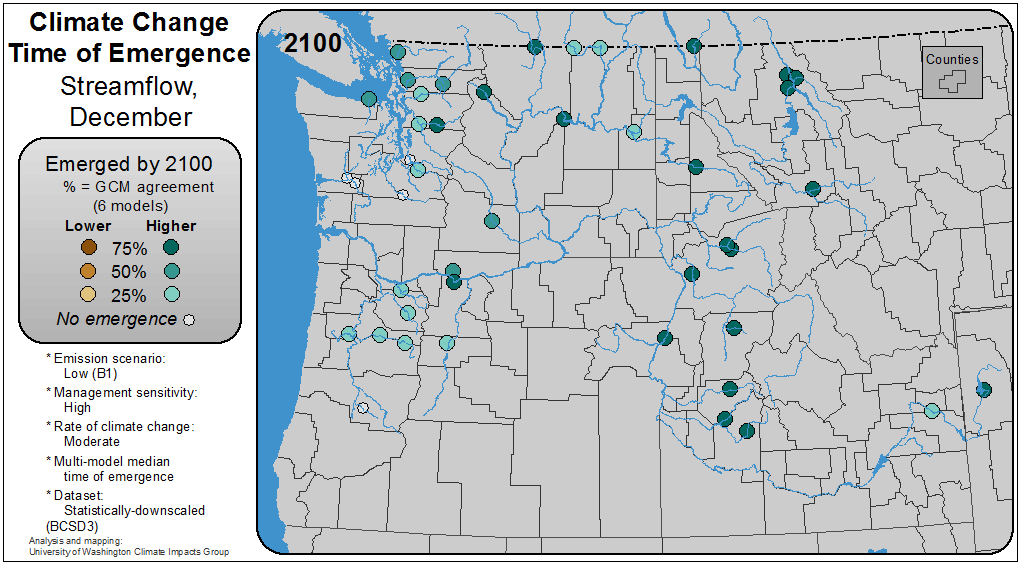 Climate Change
Time of Emergence
Streamflow,
December
Emerged by 2100
% = GCM agreement
(6 models)
Lower Higher
75%
50%
25%
No emergence
* Emission scenario:
Low (B1)
* Management sensitivity:
High
* Rate of climate change:
Moderate
* Multi-model median
time of emergence
* Dataset:
Statistically-downscaled
(BCSD3)
Analysis and mapping:
University of Washington Climate Impacts Group
2100
Counties